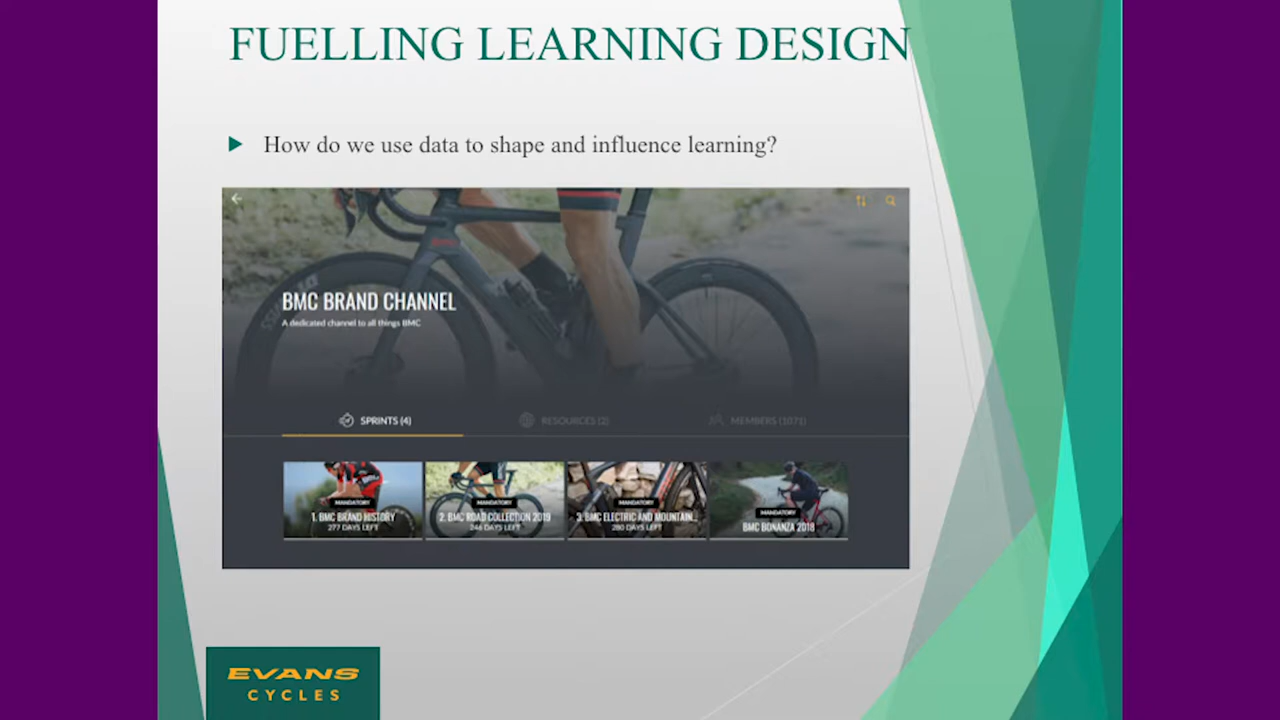 FUELLING LEARNING DESIGN
How do we use data to shape and influence learning?
BMC BRAND CHANNEL
A dedicated channel to all things BMC
SPRINTS (4)
RESOURCES (2)
MEMBERS (1071)
MANDATORY
1. BMC BRAND HISTORY
277 DAYS LEFT
MANDATORY
2. BMC ROAD COLLECTION 2019
246 DAYS LEFT
MANDATORY
3. BMC ELECTRIC AND MOUNTAIN...
280 DAYS LEFT
MANDATORY
BMC BONANZA 2018
EVANS
CYCLES